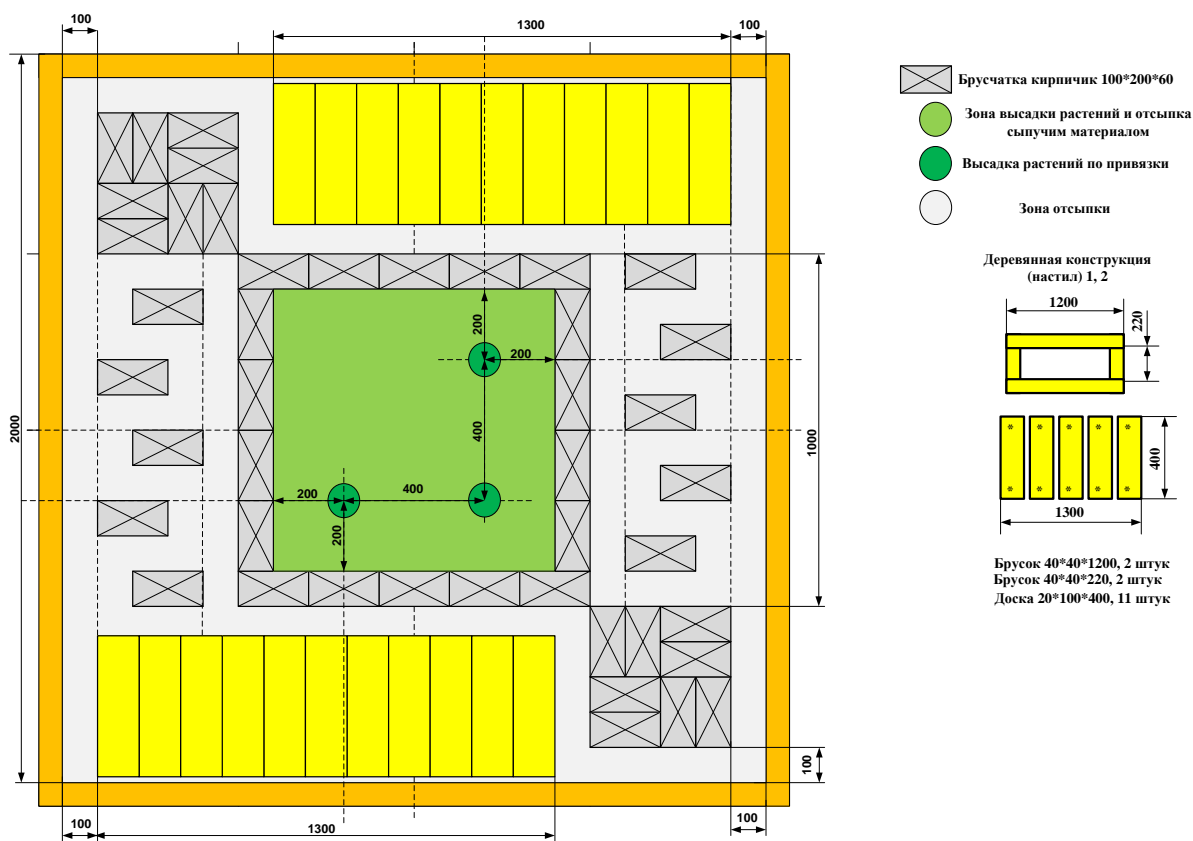 100
1300
100
Брусчатка кирпичик 100*200*60
Зона высадки растений и отсыпка
сыпучим материалом
Высадка растений по привязки
Зона отсыпки
Деревянная конструкция
(настил) 1, 2
1200
220
200
200
2000
400
1000
200
400
200
400
1300
Брусок 40*40*1200, 2 штук
Брусок 40*40*220, 2 штук
Доска 20*100*400, 11 штук
100
100
1300
100